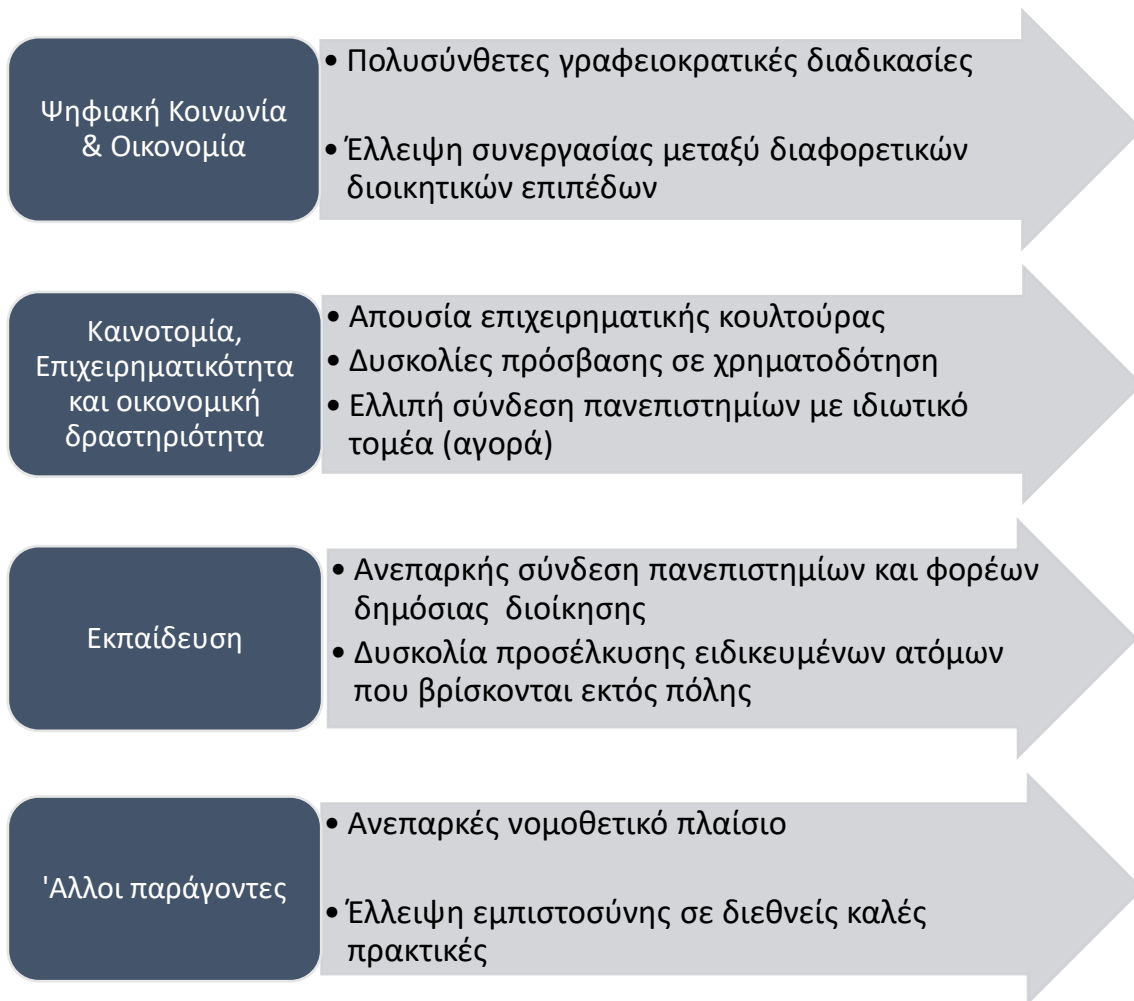 Ψηφιακή Κοινωνία
& Οικονομία
• Πολυσύνθετες γραφειοκρατικές διαδικασίες
• Έλλειψη συνεργασίας μεταξύ διαφορετικών
διοικητικών επιπέδων
Καινοτομία,
Επιχειρηματικότητα
και οικονομική
δραστηριότητα
• Απουσία επιχειρηματικής κουλτούρας
• Δυσκολίες πρόσβασης σε χρηματοδότηση
• Ελλιπή σύνδεση πανεπιστημίων με ιδιωτικό
τομέα (αγορά)
Εκπαίδευση
• Ανεπαρκής σύνδεση πανεπιστημίων και φορέων
δημόσιας  διοίκησης
• Δυσκολία προσέλκυσης ειδικευμένων ατόμων
που βρίσκονται εκτός πόλης
'Αλλοι παράγοντες
• Ανεπαρκές νομοθετικό πλαίσιο
• Έλλειψη εμπιστοσύνης σε διεθνείς καλές
πρακτικές